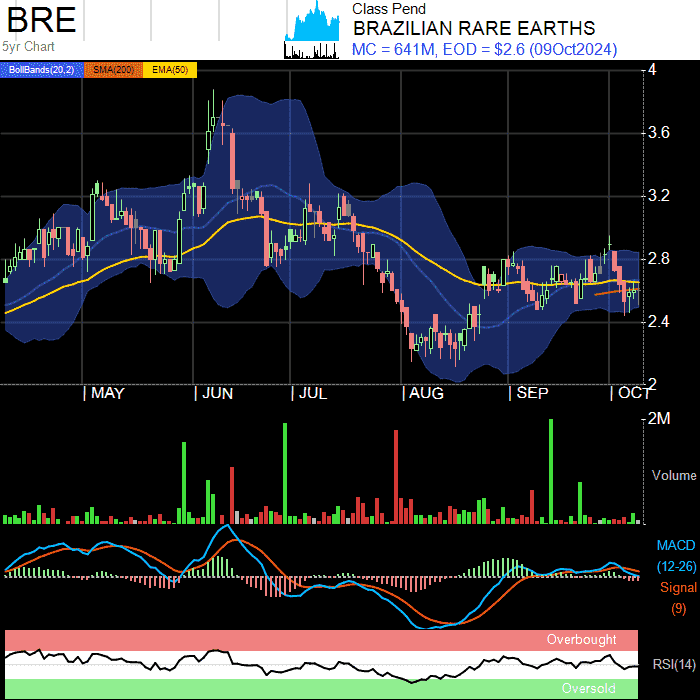 BRE
5yr Chart
Class Pend
BRAZILIAN RARE EARTHS
MC = 641M, EOD = $2.6 (09Oct2024)
BollBands(20,2) SMA(200) EMA(50)
4
3.6
3.2
2.8
2.4
2
MAY JUN JUL AUG SEP OCT
2M
Volume
MACD
(12-26)
Signal
(9)
Overbought
RSI(14)
Oversold